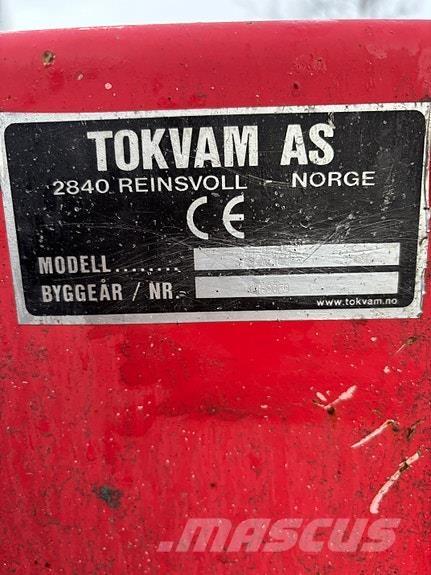 TOKVAM AS
2840 REINSVOLL - NORGE
CE
MODELL........
BYGGEÅR / NR.
www.tokvam.no
MASCUS